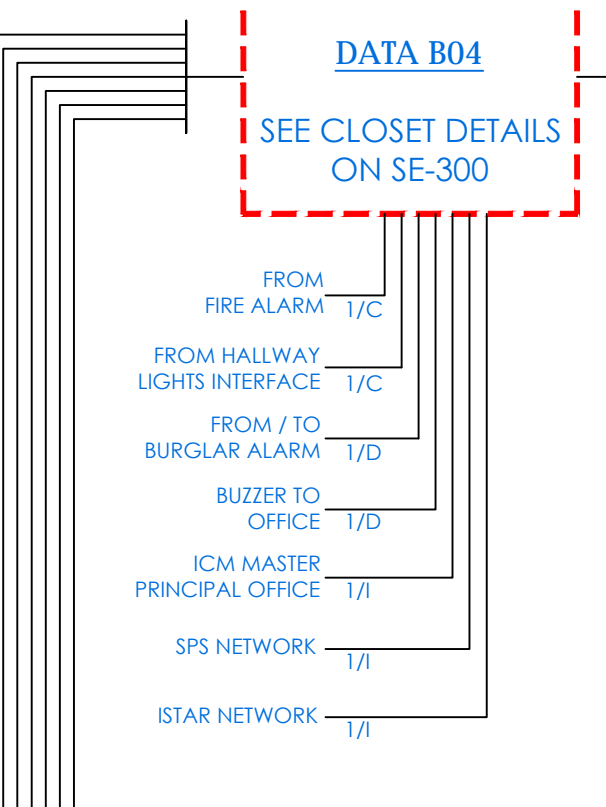 DATA B04
SEE CLOSET DETAILS
ON SE-300
FROM
FIRE ALARM
1/C
FROM HALLWAY
LIGHTS INTERFACE
1/C
FROM / TO
BURGLAR ALARM
1/D
BUZZER TO
OFFICE
1/D
ICM MASTER
PRINCIPAL OFFICE
1/I
SPS NETWORK
1/I
ISTAR NETWORK
1/I